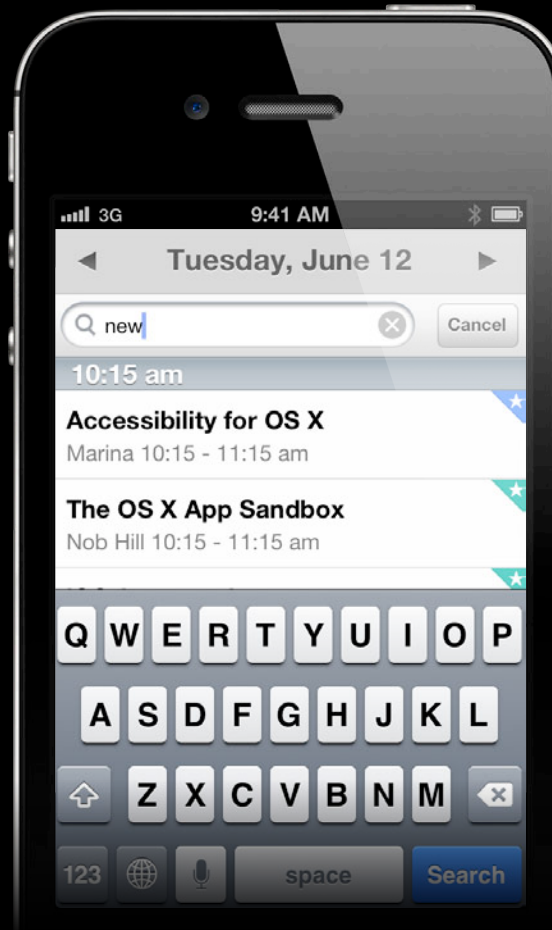 3G 9:41 AM
Tuesday, June 12
new
Cancel
10:15 am
Accessibility for OS X
Marina 10:15 - 11:15 am
The OS X App Sandbox
Nob Hill 10:15 - 11:15 am
Q W E R T Y U I O P
A S D F G H J K L
Z X C V B N M
123 space Search